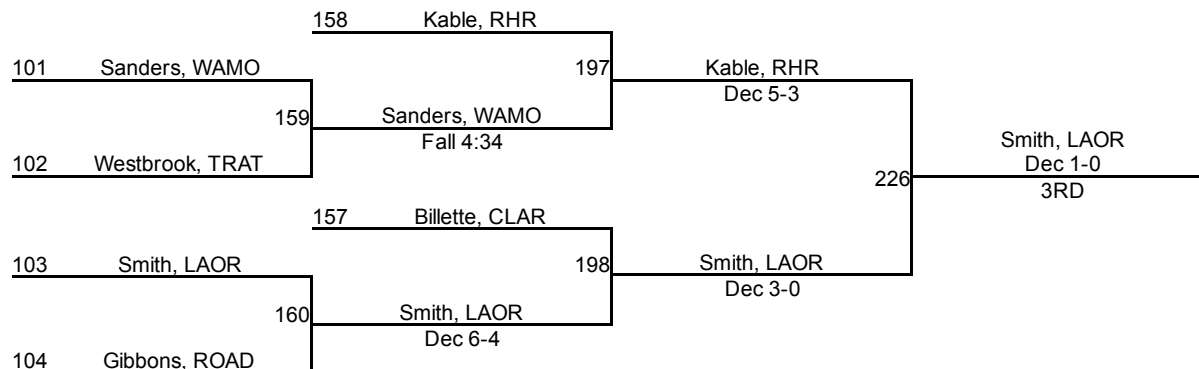 158 Kable, RHR
101 Sanders, WAMO
197 Kable, RHR
Dec 5-3
159 Sanders, WAMO
Fall 4:34
102 Westbrook, TRAT
Smith, LAOR
Dec 1-0
226
3RD
157 Billette, CLAR
103 Smith, LAOR
198 Smith, LAOR
Dec 3-0
160 Smith, LAOR
Dec 6-4
104 Gibbons, ROAD